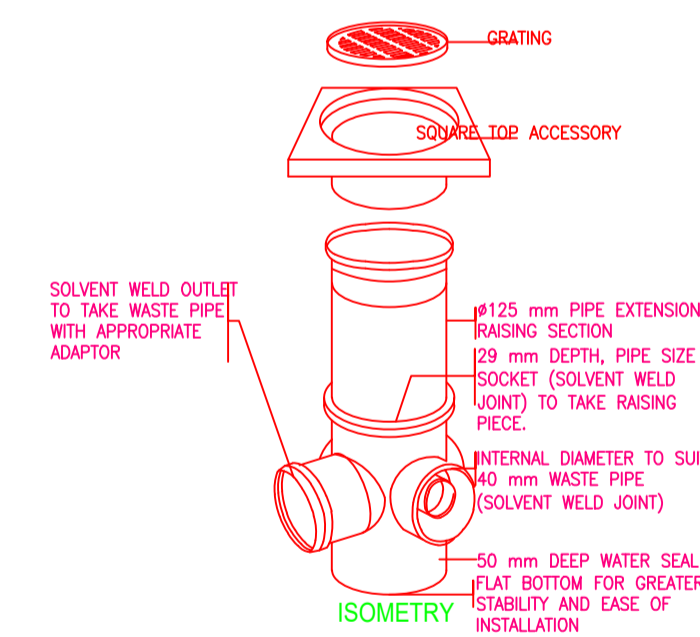 GRATING
SQUARE TOP ACCESSORY
SOLVENT WELD OUTLET
TO TAKE WASTE PIPE
WITH APPROPRIATE
ADAPTOR
ø125 mm PIPE EXTENSION
RAISING SECTION
29 mm DEPTH, PIPE SIZE
SOCKET (SOLVENT WELD
JOINT) TO TAKE RAISING
PIECE.
INTERNAL DIAMETER TO SUI
40 mm WASTE PIPE
(SOLVENT WELD JOINT)
50 mm DEEP WATER SEAL
FLAT BOTTOM FOR GREATER
STABILITY AND EASE OF
INSTALLATION
ISOMETRY